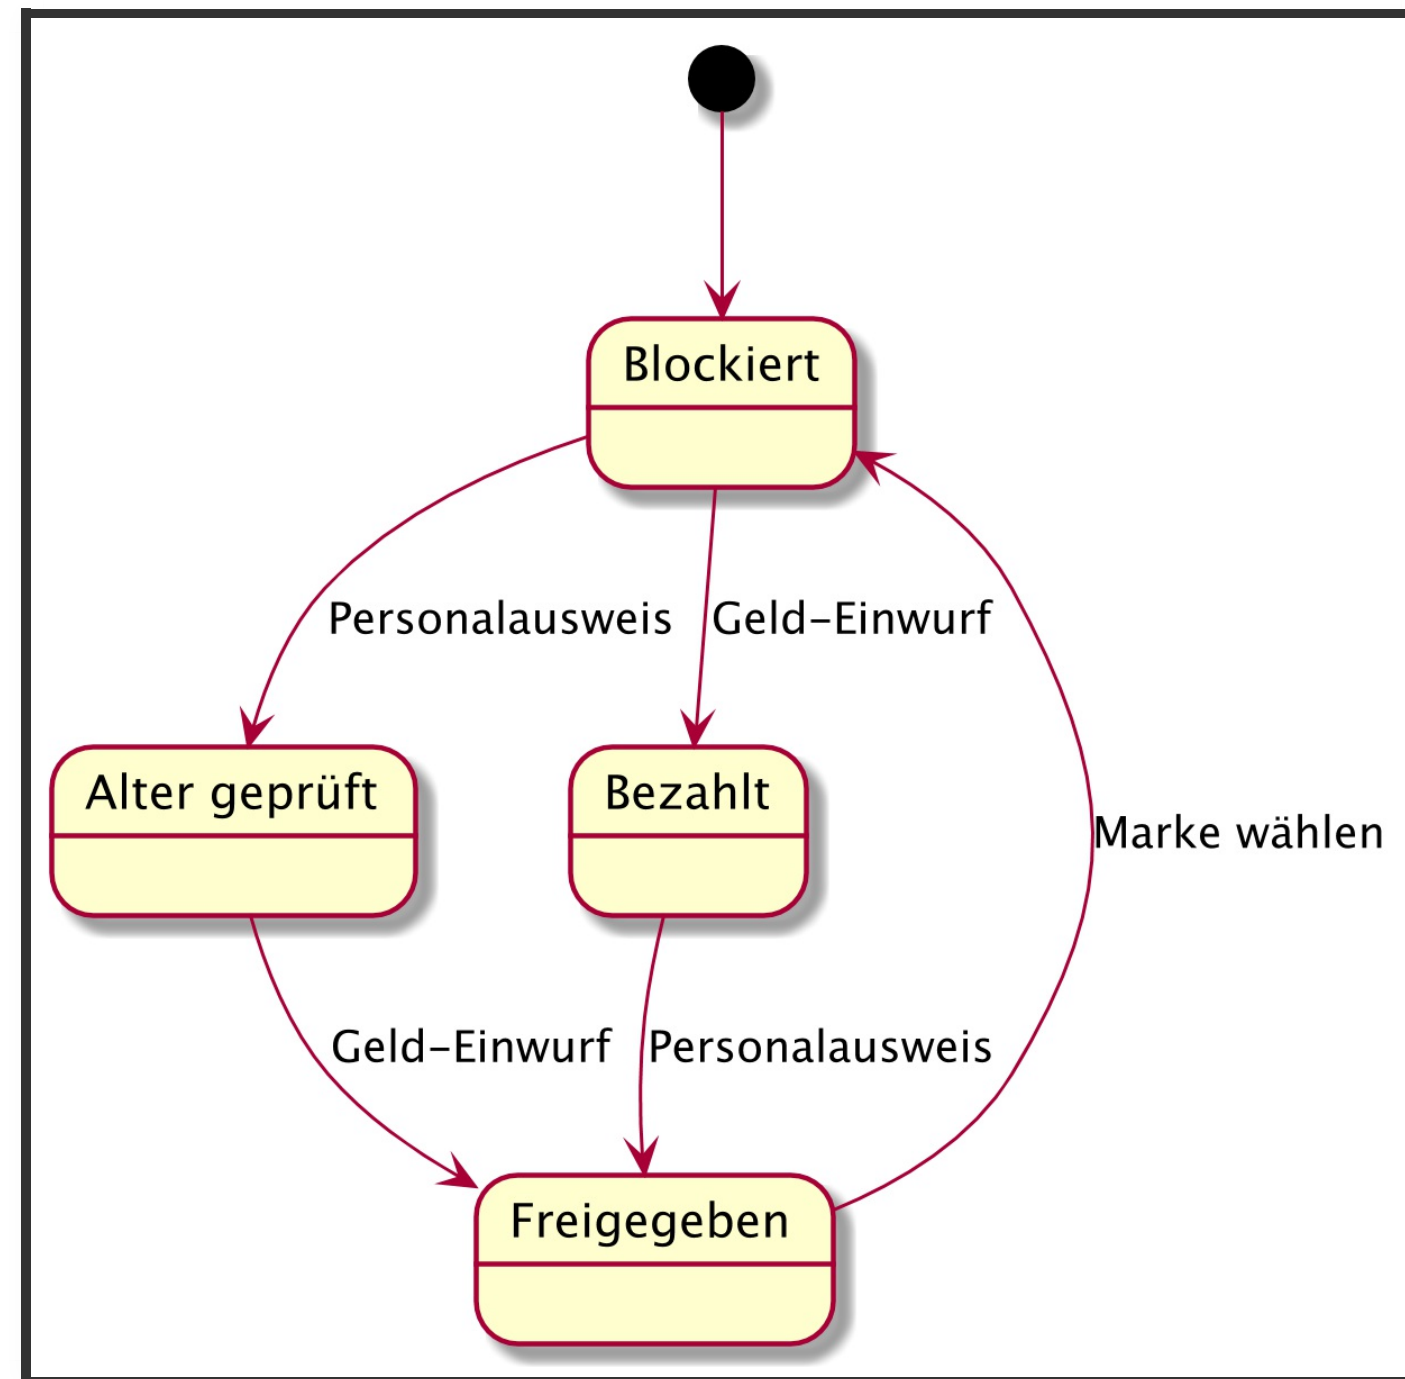 Blockiert
Personalausweis
Geld-Einwurf
Alter geprüft
Bezahlt
Marke wählen
Geld-Einwurf
Personalausweis
Freigegeben